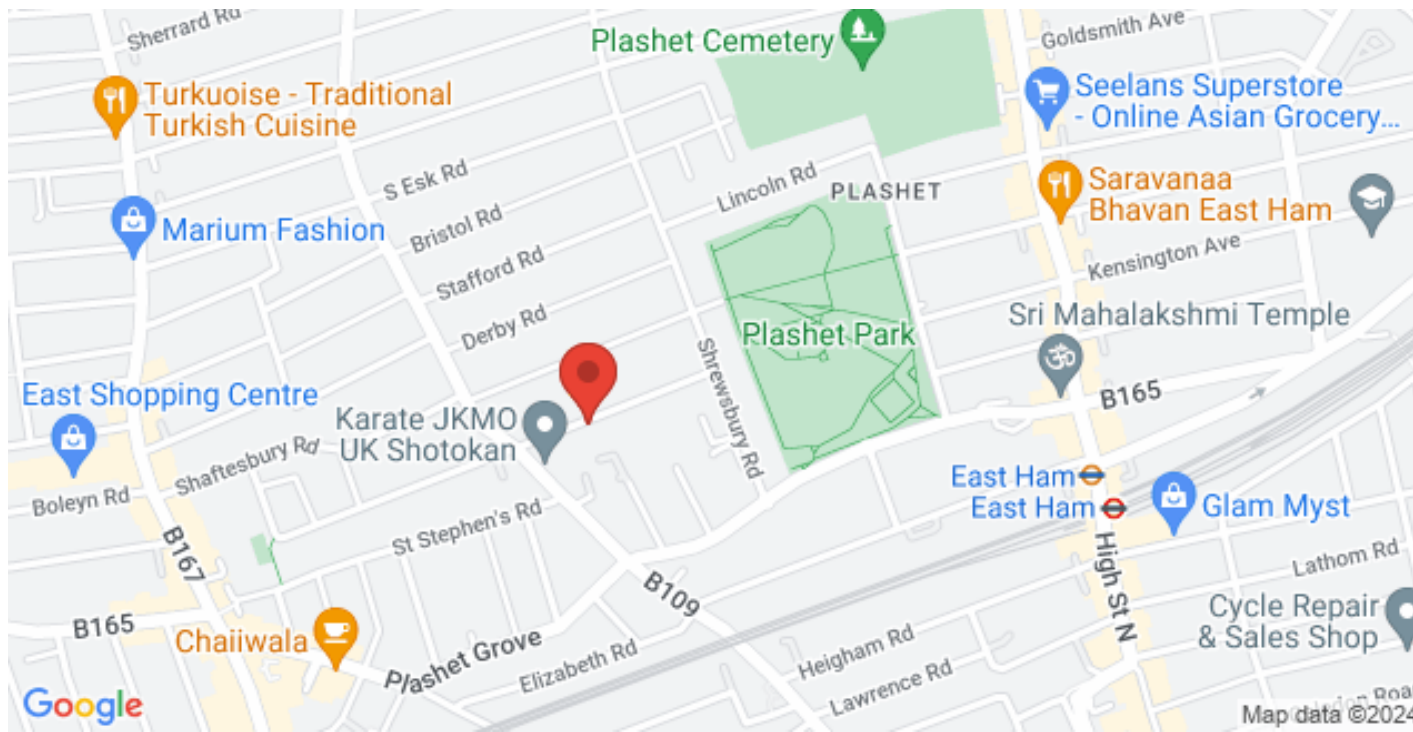 Sherrard Rd
Plashet Cemetery
Goldsmith Ave
Turkuoise - Traditional
Turkish Cuisine
Seelans Superstore
- Online Asian Grocery...
S Esk Rd
Lincoln Rd
PLASHET
Saravanaa
Bhavan East Ham
Marium Fashion
Bristol Rd
Stafford Rd
Kensington Ave
Derby Rd
Plashet Park
Sri Mahalakshmi Temple
Shrewsbury Rd
East Shopping Centre
Karate JKMO
UK Shotokan
B165
Shaftesbury Rd
Boleyn Rd
East Ham
East Ham
Glam Myst
St Stephen's Rd
B167
High St N
Lathom Rd
B109
B165
Chaiiwala
Plashet Grove
Elizabeth Rd
Heigham Rd
Lawrence Rd
Cycle Repair
& Sales Shop
Google
Map data ©2024